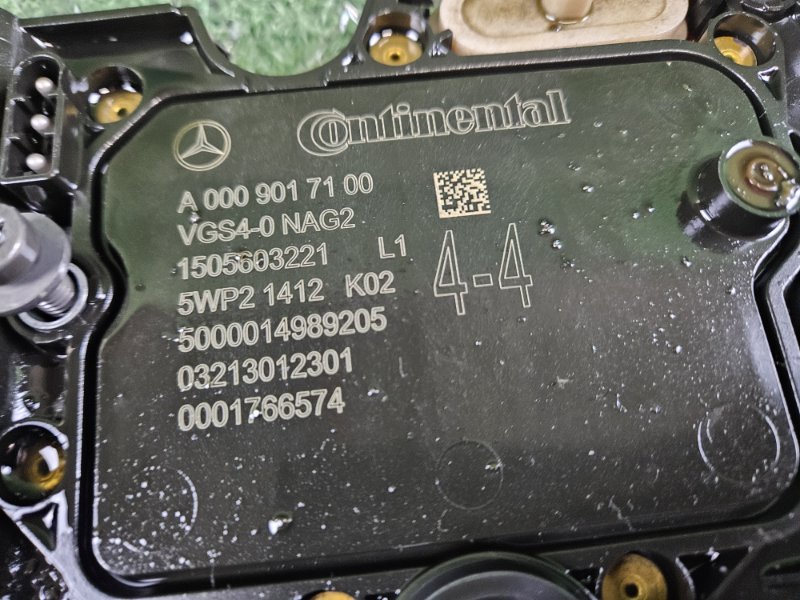 Continental
A 000 901 71 00
VGS4-0 NAG2
1505603221 L1
4-4
5WP2 1412 K02
5000014989205
03213012301
0001766574